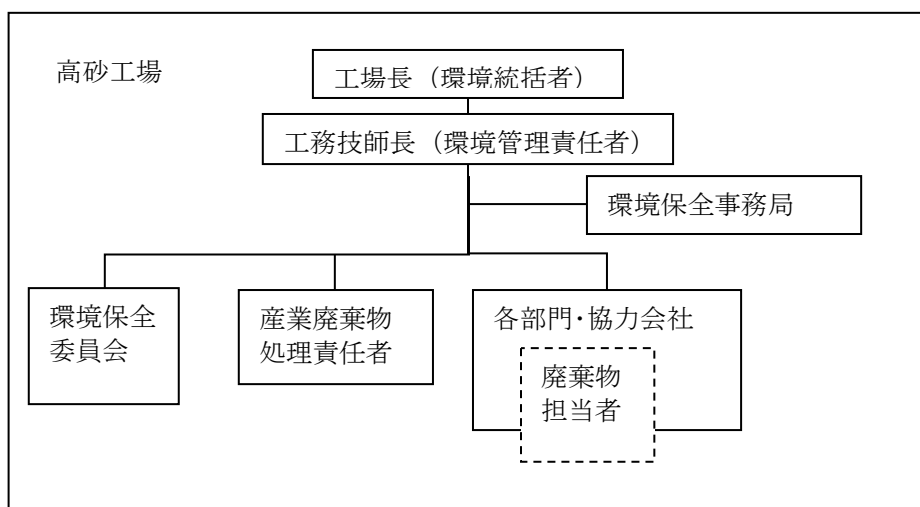 高砂工場
工場長（環境統括者）
工務技師長（環境管理責任者）
環境保全事務局
環境保全
委員会
産業廃棄物
処理責任者
各部門・協力会社
廃棄物
担当者